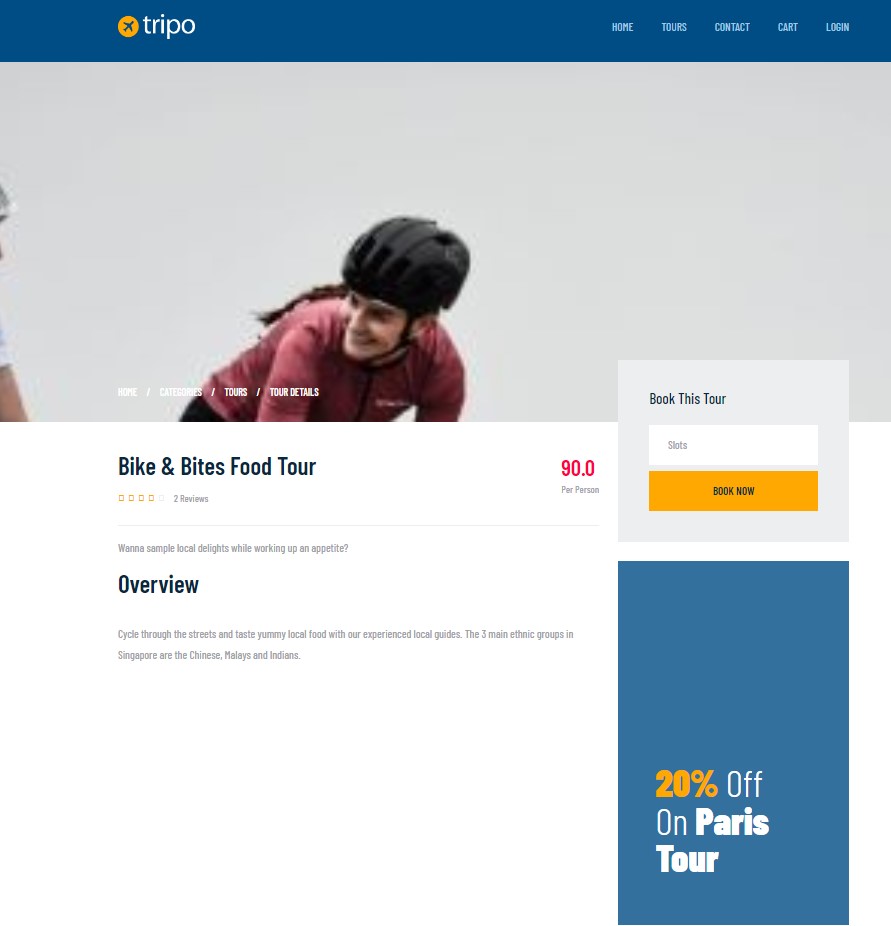 tripo
HOME TOURS CONTACT CART LOGIN
HOME / CATEGORIES / TOURS / TOUR DETAILS
Bike & Bites Food Tour
2 Reviews
90.0
Per Person
Wanna sample local delights while working up an appetite?
Overview
Cycle through the streets and taste yummy local food with our experienced local guides. The 3 main ethnic groups in
Singapore are the Chinese, Malays and Indians.
Book This Tour
Slots
BOOK NOW
20% Off
On Paris
Tour